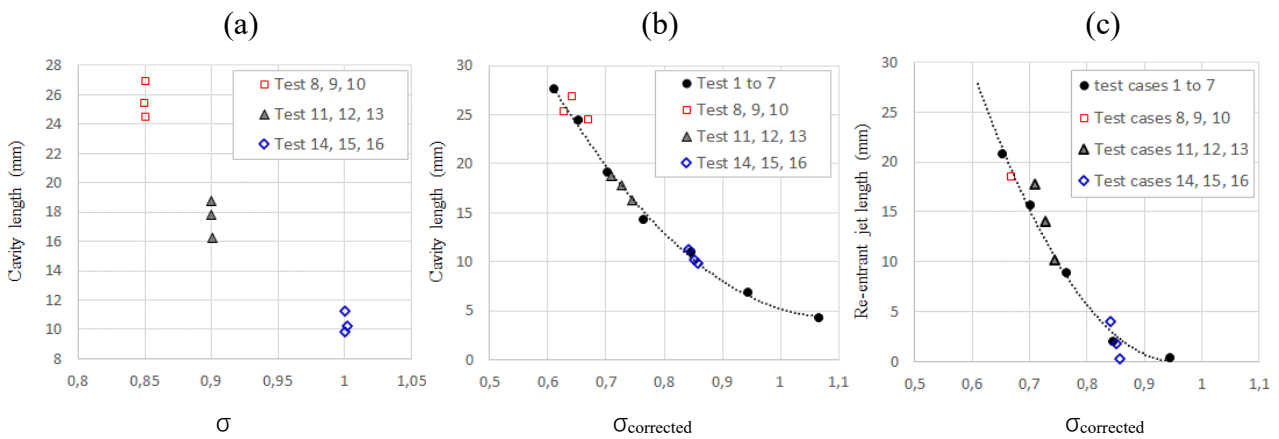 (a)
Cavity length (mm)
28
26
24
22
20
18
16
14
12
10
8
0,8
0,85
0,9
0,95
1
1,05
Test 8, 9, 10
Test 11, 12, 13
Test 14, 15, 16
σ
(b)
Cavity length (mm)
30
25
20
15
10
5
0
0,5
0,6
0,7
0,8
0,9
1
1,1
Test 1 to 7
Test 8, 9, 10
Test 11, 12, 13
Test 14, 15, 16
σcorrected
(c)
Re-entrant jet length (mm)
30
25
20
15
10
5
0
0,5
0,6
0,7
0,8
0,9
1
1,1
test cases 1 to 7
Test cases 8, 9, 10
Test cases 11, 12, 13
Test cases 14, 15, 16
σcorrected